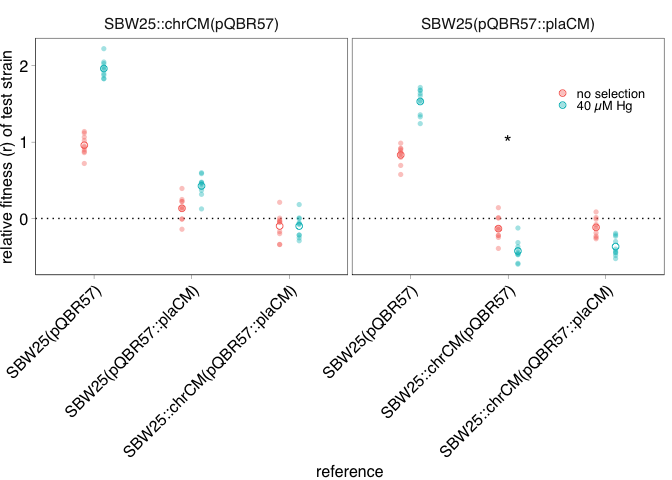 SBW25::chrCM(pQBR57)
SBW25(pQBR57::plaCM)
relative fitness (r) of test strain
2
1
0
no selection
40 µM Hg
*
SBW25(pQBR57)
SBW25(pQBR57::plaCM)
SBW25::chrCM(pQBR57::plaCM)
SBW25(pQBR57)
SBW25::chrCM(pQBR57)
SBW25::chrCM(pQBR57::plaCM)
reference